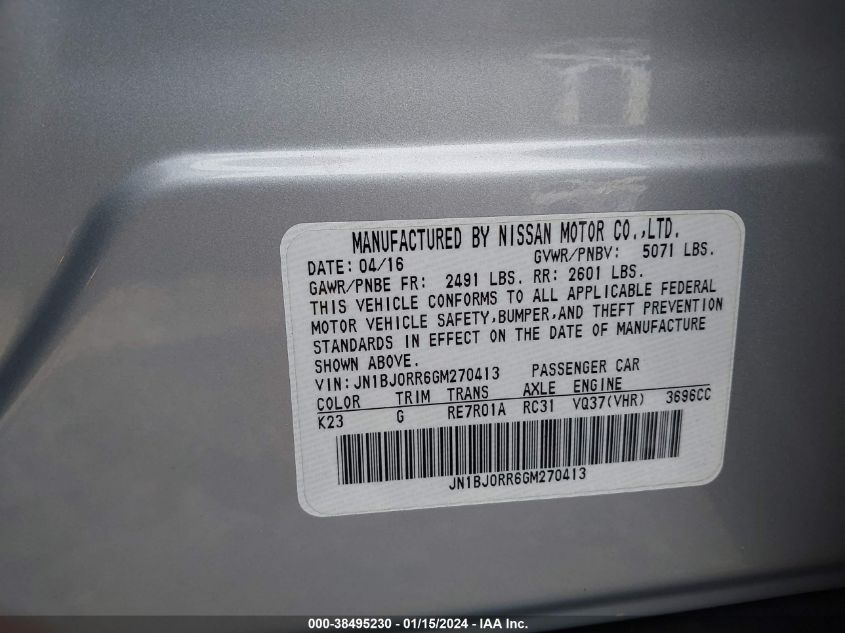 MANUFACTURED BY NISSAN MOTOR CO.,LTD.
DATE: 04/16 GVWR/PNBV: 5071 LBS.
GAWR/PNBE FR: 2491 LBS. RR: 2601 LBS.
THIS VEHICLE CONFORMS TO ALL APPLICABLE FEDERAL
MOTOR VEHICLE SAFETY,BUMPER,AND THEFT PREVENTION
STANDARDS IN EFFECT ON THE DATE OF MANUFACTURE
SHOWN ABOVE.
VIN:JN1BJ0RR6GM270413 PASSENGER CAR
COLOR TRIM TRANS AXLE ENGINE
K23 G RE7R01A RC31 VQ37(VHR) 3696CC
JN1BJ0RR6GM270413
000-38495230 - 01/15/2024 - IAA Inc.